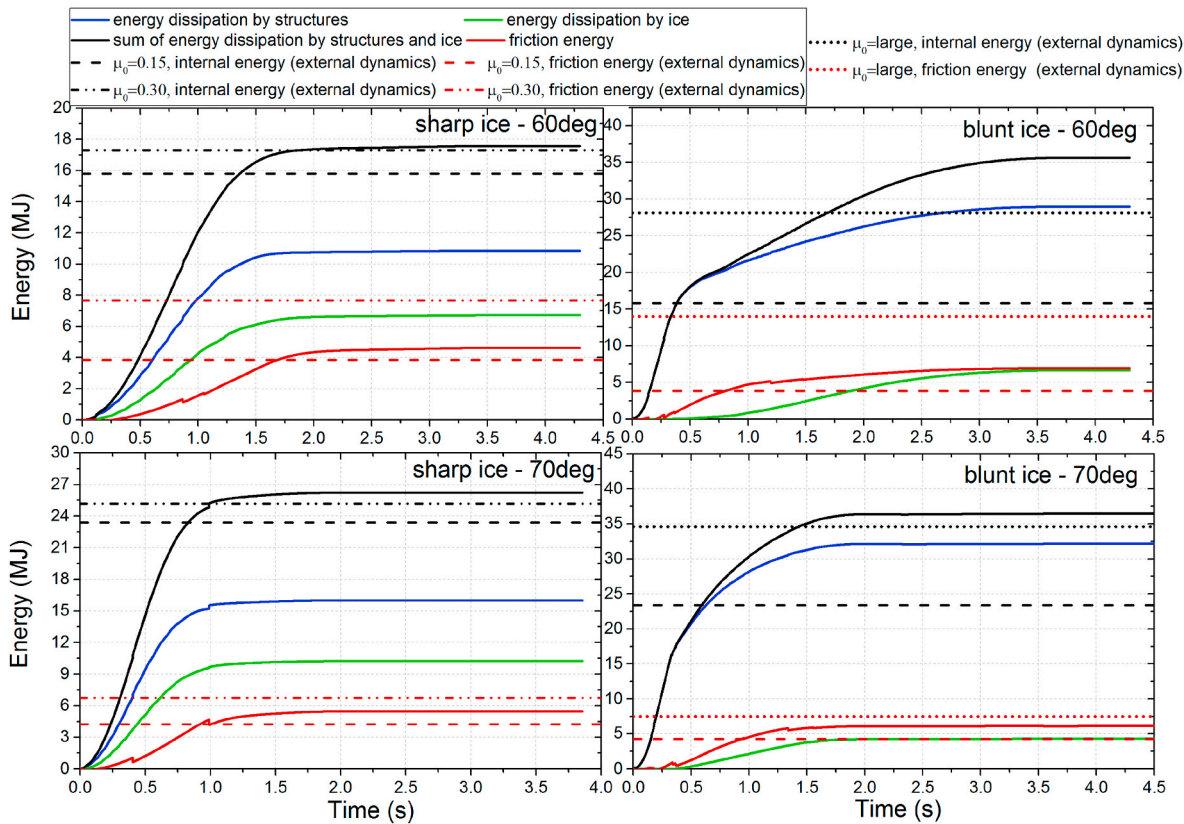 energy dissipation by structures energy dissipation by ice
sum of energy dissipation by structures and ice friction energy
μ₀=0.15, internal energy (external dynamics) μ₀=0.15, friction energy (external dynamics)
μ₀=0.30, internal energy (external dynamics) μ₀=0.30, friction energy (external dynamics)
μ₀=large, internal energy (external dynamics)
μ₀=large, friction energy (external dynamics)
sharp ice - 60deg
Energy (MJ)
20
18
16
14
12
10
8
6
4
2
0
0.0 0.5 1.0 1.5 2.0 2.5 3.0 3.5 4.0 4.5
blunt ice - 60deg
40
35
30
25
20
15
10
5
0
0.0 0.5 1.0 1.5 2.0 2.5 3.0 3.5 4.0 4.5
sharp ice - 70deg
Energy (MJ)
30
27
24
21
18
15
12
9
6
3
0
0.0 0.5 1.0 1.5 2.0 2.5 3.0 3.5 4.0
Time (s)
blunt ice - 70deg
45
40
35
30
25
20
15
10
5
0
0.0 0.5 1.0 1.5 2.0 2.5 3.0 3.5 4.0 4.5
Time (s)